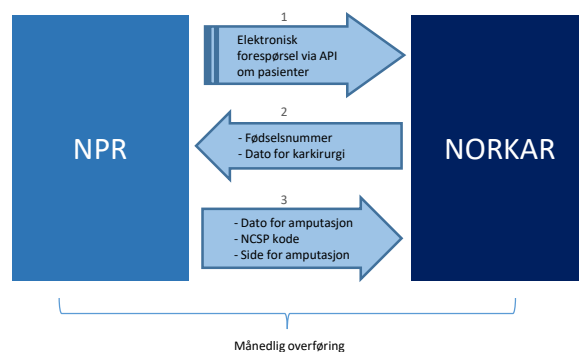 1
Elektronisk
forespørsel via API
om pasienter
2
- Fødselsnummer
- Dato for karkirurgi
NPR
NORKAR
3
- Dato for amputasjon
- NCSP kode
- Side for amputasjon
Månedlig overføring